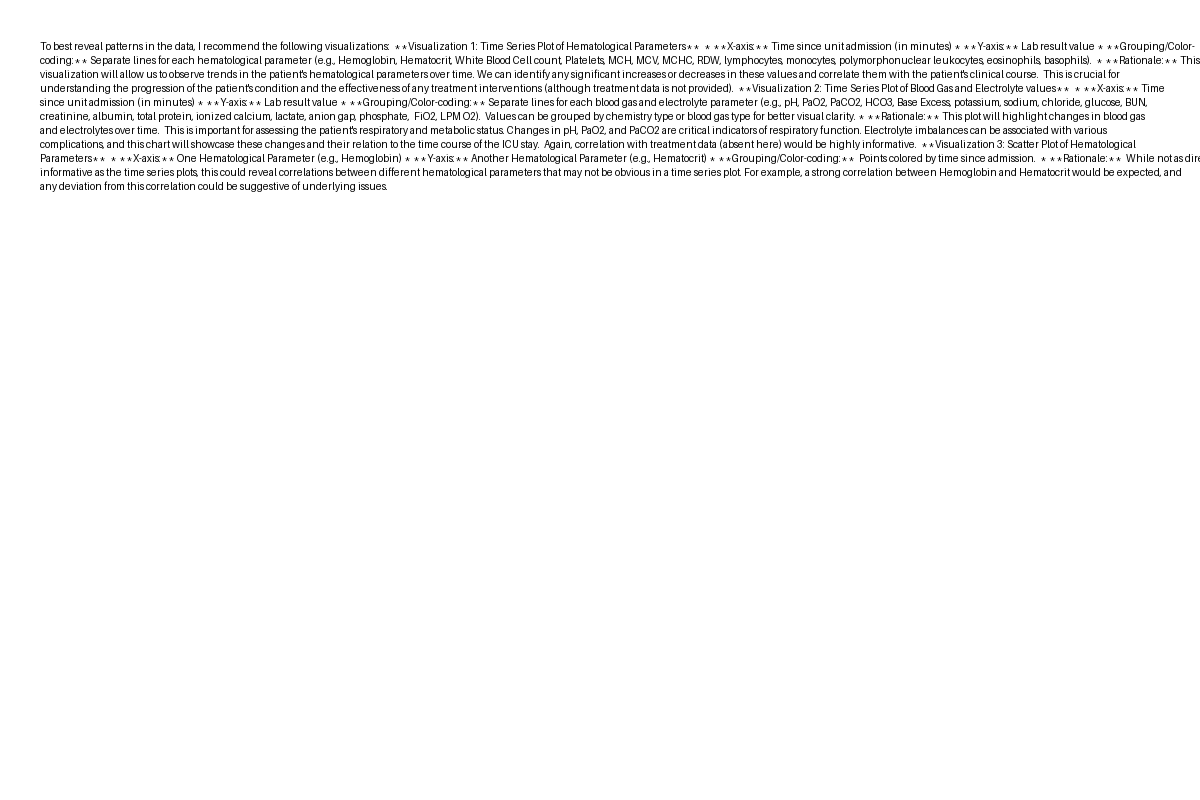 To best reveal patterns in the data, I recommend the following visualizations:  **Visualization 1: Time Series Plot of Hematological Parameters**  * **X-axis:** Time since unit admission (in minutes) * **Y-axis:** Lab result value * **Grouping/Color-
coding:** Separate lines for each hematological parameter (e.g., Hemoglobin, Hematocrit, White Blood Cell count, Platelets, MCH, MCV, MCHC, RDW, lymphocytes, monocytes, polymorphonuclear leukocytes, eosinophils, basophils).  * **Rationale:** This
visualization will allow us to observe trends in the patient's hematological parameters over time. We can identify any significant increases or decreases in these values and correlate them with the patient's clinical course.  This is crucial for
understanding the progression of the patient's condition and the effectiveness of any treatment interventions (although treatment data is not provided).  **Visualization 2: Time Series Plot of Blood Gas and Electrolyte values**  * **X-axis:** Time
since unit admission (in minutes) * **Y-axis:** Lab result value * **Grouping/Color-coding:** Separate lines for each blood gas and electrolyte parameter (e.g., pH, PaO2, PaCO2, HCO3, Base Excess, potassium, sodium, chloride, glucose, BUN,
creatinine, albumin, total protein, ionized calcium, lactate, anion gap, phosphate,  FiO2, LPM O2).  Values can be grouped by chemistry type or blood gas type for better visual clarity. * **Rationale:** This plot will highlight changes in blood gas
and electrolytes over time.  This is important for assessing the patient's respiratory and metabolic status. Changes in pH, PaO2, and PaCO2 are critical indicators of respiratory function. Electrolyte imbalances can be associated with various
complications, and this chart will showcase these changes and their relation to the time course of the ICU stay.  Again, correlation with treatment data (absent here) would be highly informative.  **Visualization 3: Scatter Plot of Hematological
Parameters**  * **X-axis:** One Hematological Parameter (e.g., Hemoglobin) * **Y-axis:** Another Hematological Parameter (e.g., Hematocrit) * **Grouping/Color-coding:**  Points colored by time since admission.  * **Rationale:**  While not as
informative as the time series plots, this could reveal correlations between different hematological parameters that may not be obvious in a time series plot. For example, a strong correlation between Hemoglobin and Hematocrit would be expected, and
any deviation from this correlation could be suggestive of underlying issues.